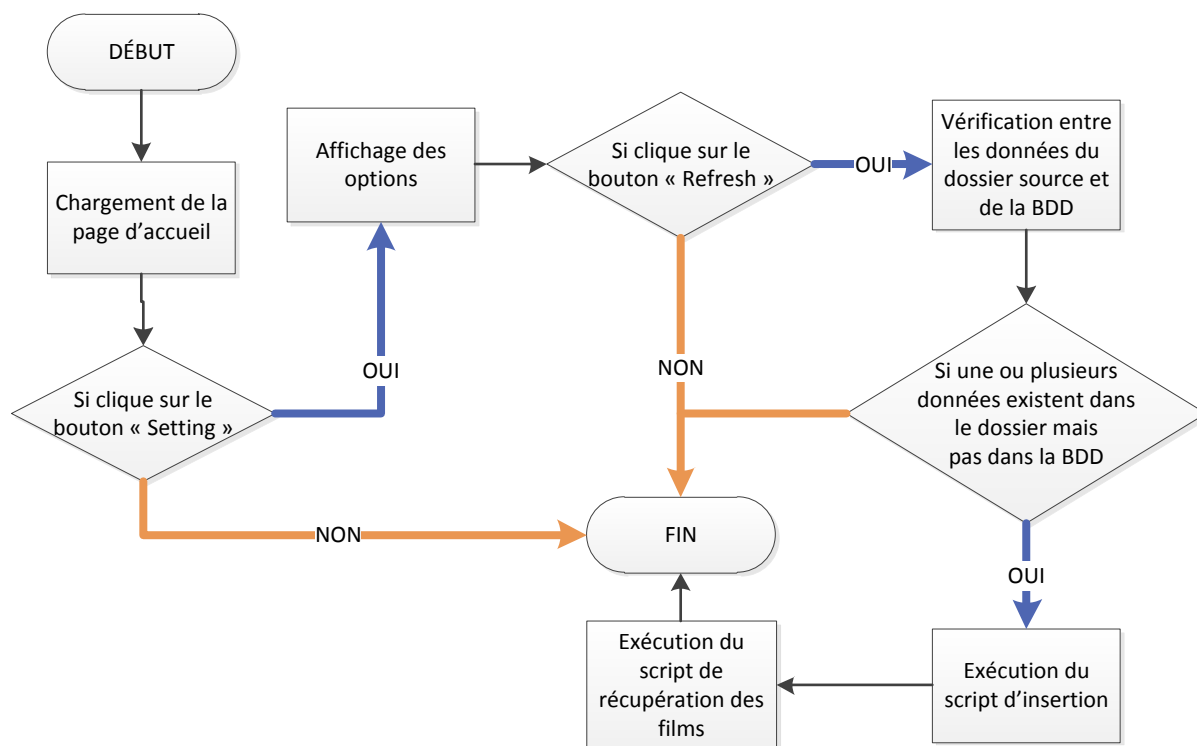 DÉBUT
Chargement de la
page d’accueil
Si clique sur le
bouton « Setting »
OUI
NON
Affichage des
options
Si clique sur le
bouton « Refresh »
OUI
NON
Vérification entre
les données du
dossier source et
de la BDD
Si une ou plusieurs
données existent dans
le dossier mais
pas dans la BDD
OUI
Exécution du
script d’insertion
Exécution du
script de
récupération des
films
FIN